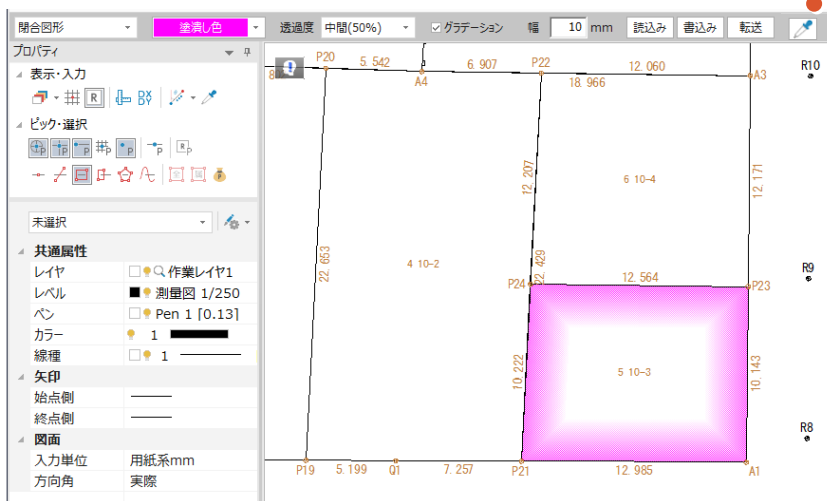 閉合図形 塗潰し色 透過度 中間(50%) グラデーション 幅 10 mm 読込み 書込み 転送
プロパティ
表示・入力
R
ピック・選択
未選択
共通属性
レイヤ 作業レイヤ1
レベル 測量図 1/250
ペン Pen 1 [0.13]
カラー 1
線種 1
矢印
始点側
終点側
図面
入力単位 用紙系mm
方向角 実際
P20 5.542 A4 6.907 P22 12.060 A3 R10
18.966
12.207 6 10-4 12.171
22.653 4 10-2 22.429 12.564 R9
P24 P23
10.222 5 10-3 10.143
R8
P19 5.199 Q1 7.257 P21 12.985 A1